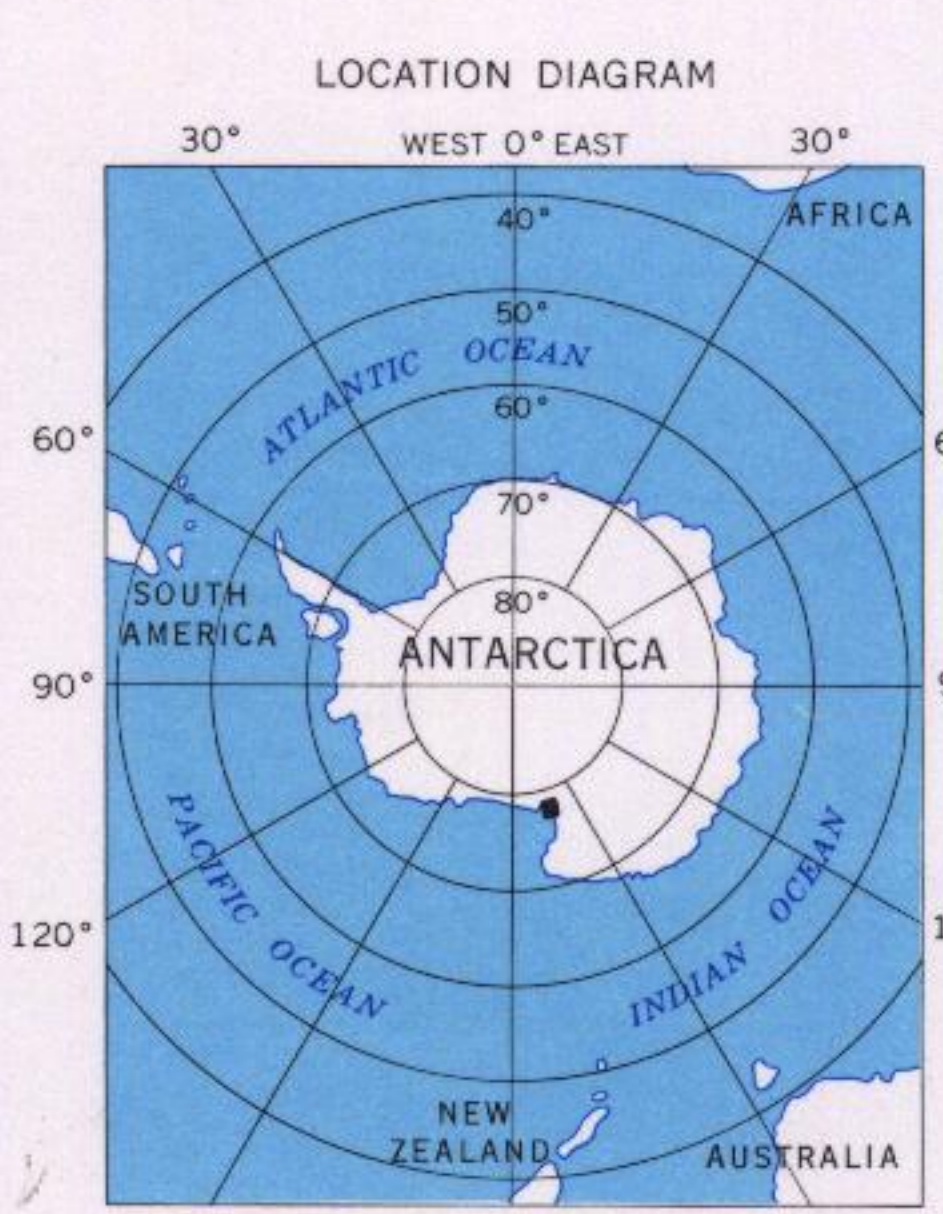 LOCATION DIAGRAM
30° WEST 0° EAST 30°
AFRICA
40°
50°
ATLANTIC OCEAN
60°
60°
70°
80°
SOUTH
AMERICA
ANTARCTICA
90°
PACIFIC OCEAN
INDIAN OCEAN
120°
NEW
ZEALAND
AUSTRALIA